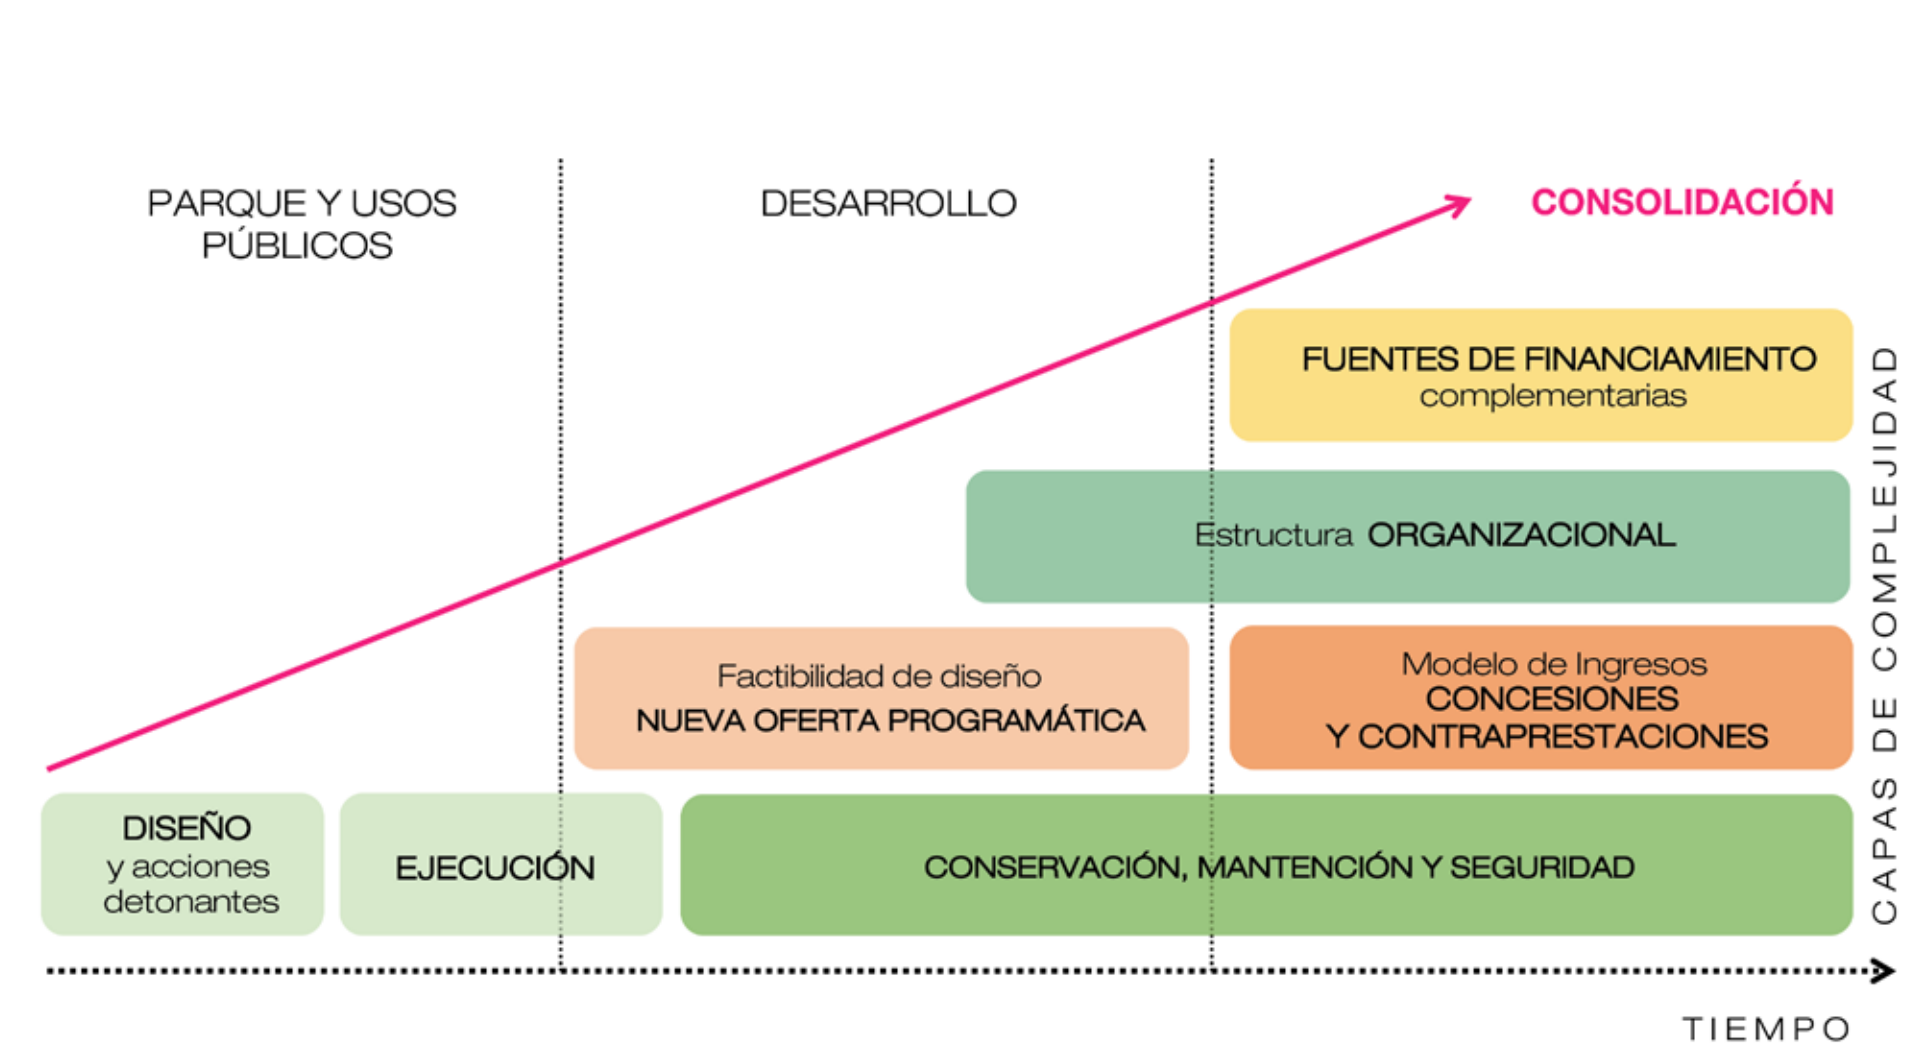 PARQUE Y USOS
PÚBLICOS
DESARROLLO
CONSOLIDACIÓN
FUENTES DE FINANCIAMIENTO
complementarias
Estructura ORGANIZACIONAL
Factibilidad de diseño
NUEVA OFERTA PROGRAMÁTICA
Modelo de Ingresos
CONCESIONES
Y CONTRAPRESTACIONES
DISEÑO
y acciones
detonantes
EJECUCIÓN
CONSERVACIÓN, MANTENCIÓN Y SEGURIDAD
CAPAS DE COMPLEJIDAD
TIEMPO